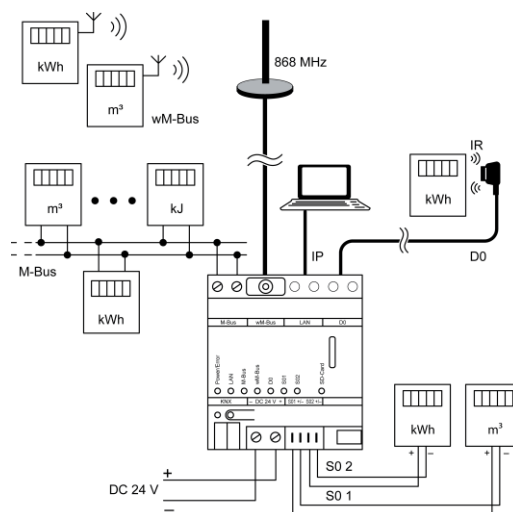 868 MHz
kWh
m³
wM-Bus
IR
kWh
m³
kJ
IP
D0
M-Bus
kWh
M-Bus wM-Bus LAN D0
Power/Error LAN M-Bus wM-Bus D0 S01 S02 SD-Card
KNX – DC 24 V + S01 +/– S02 +/–
kWh
m³
+ – + –
S0 2
+
DC 24 V
S0 1
–